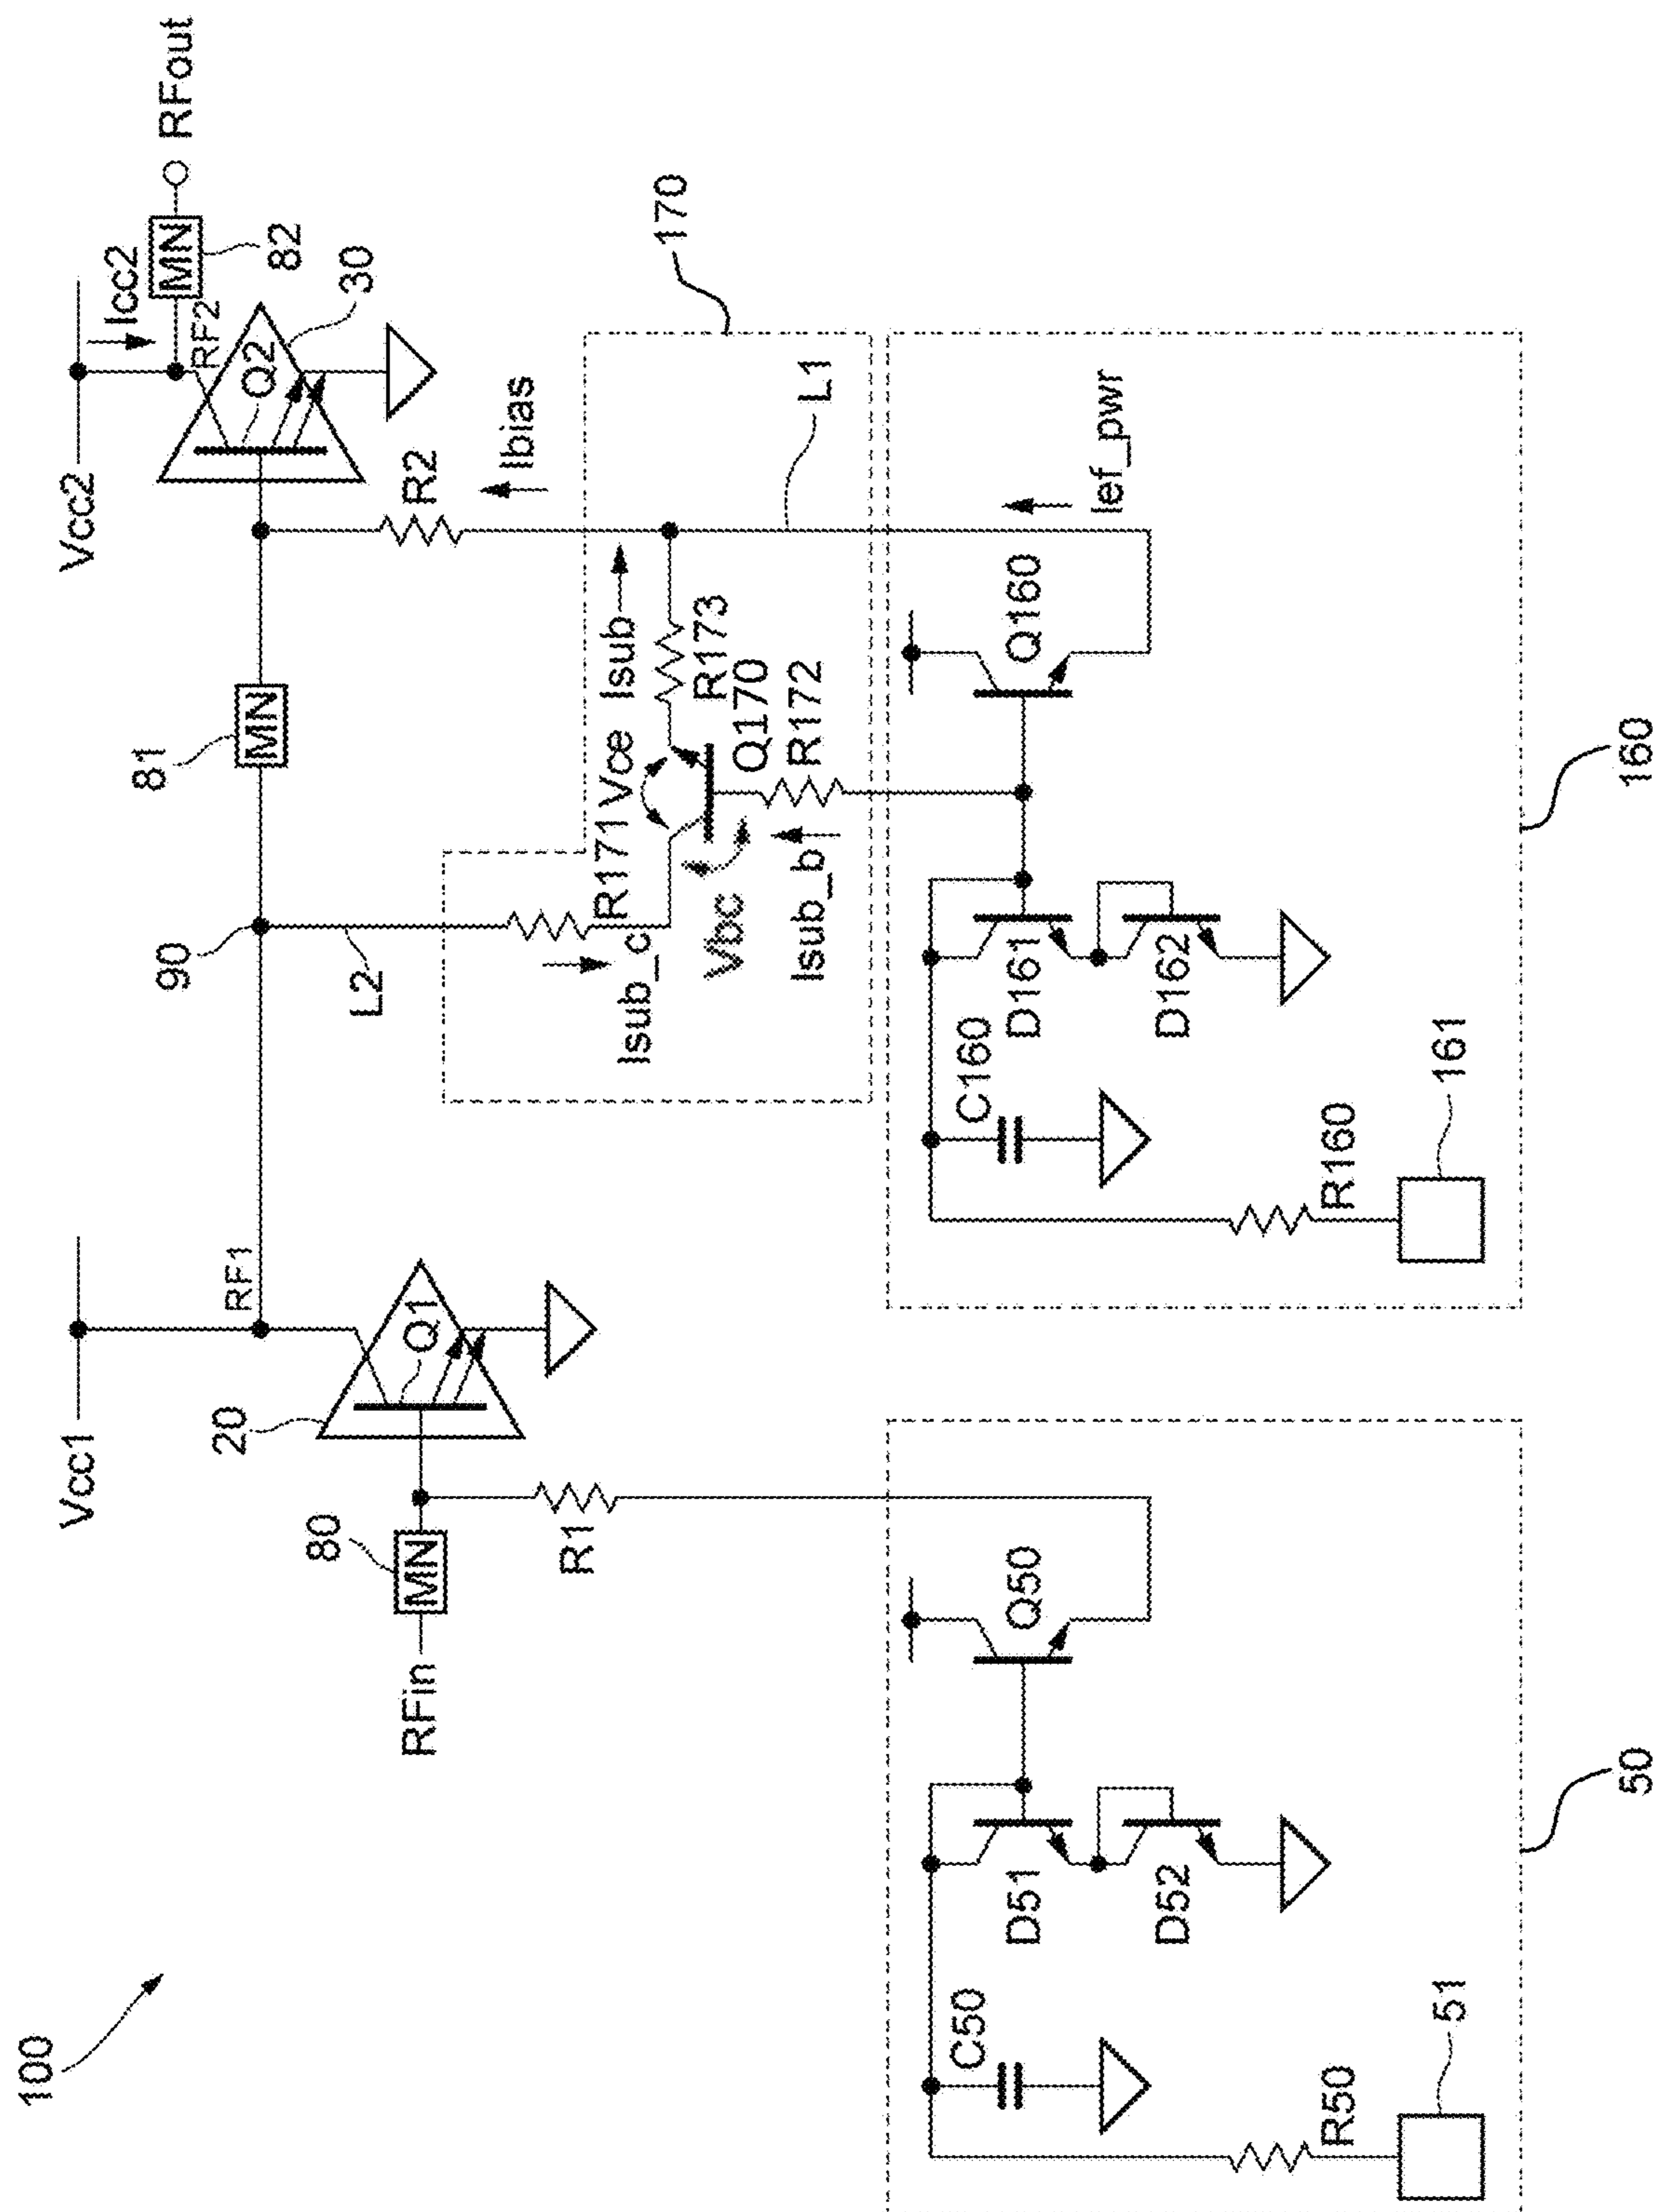 100
Vcc1
Vcc2
Icc2
RFout
MN
82
RF2
Q2
30
RF1
90
81
MN
20
Q1
80
MN
RFin
R1
L2
R2
Ibias
170
R171
Vce
Isub
R173
Q170
R172
L1
Isub_c
Vbc
Isub_b
Ief_pwr
Q50
D51
D52
C50
R50
51
50
Q160
D161
D162
C160
R160
161
160